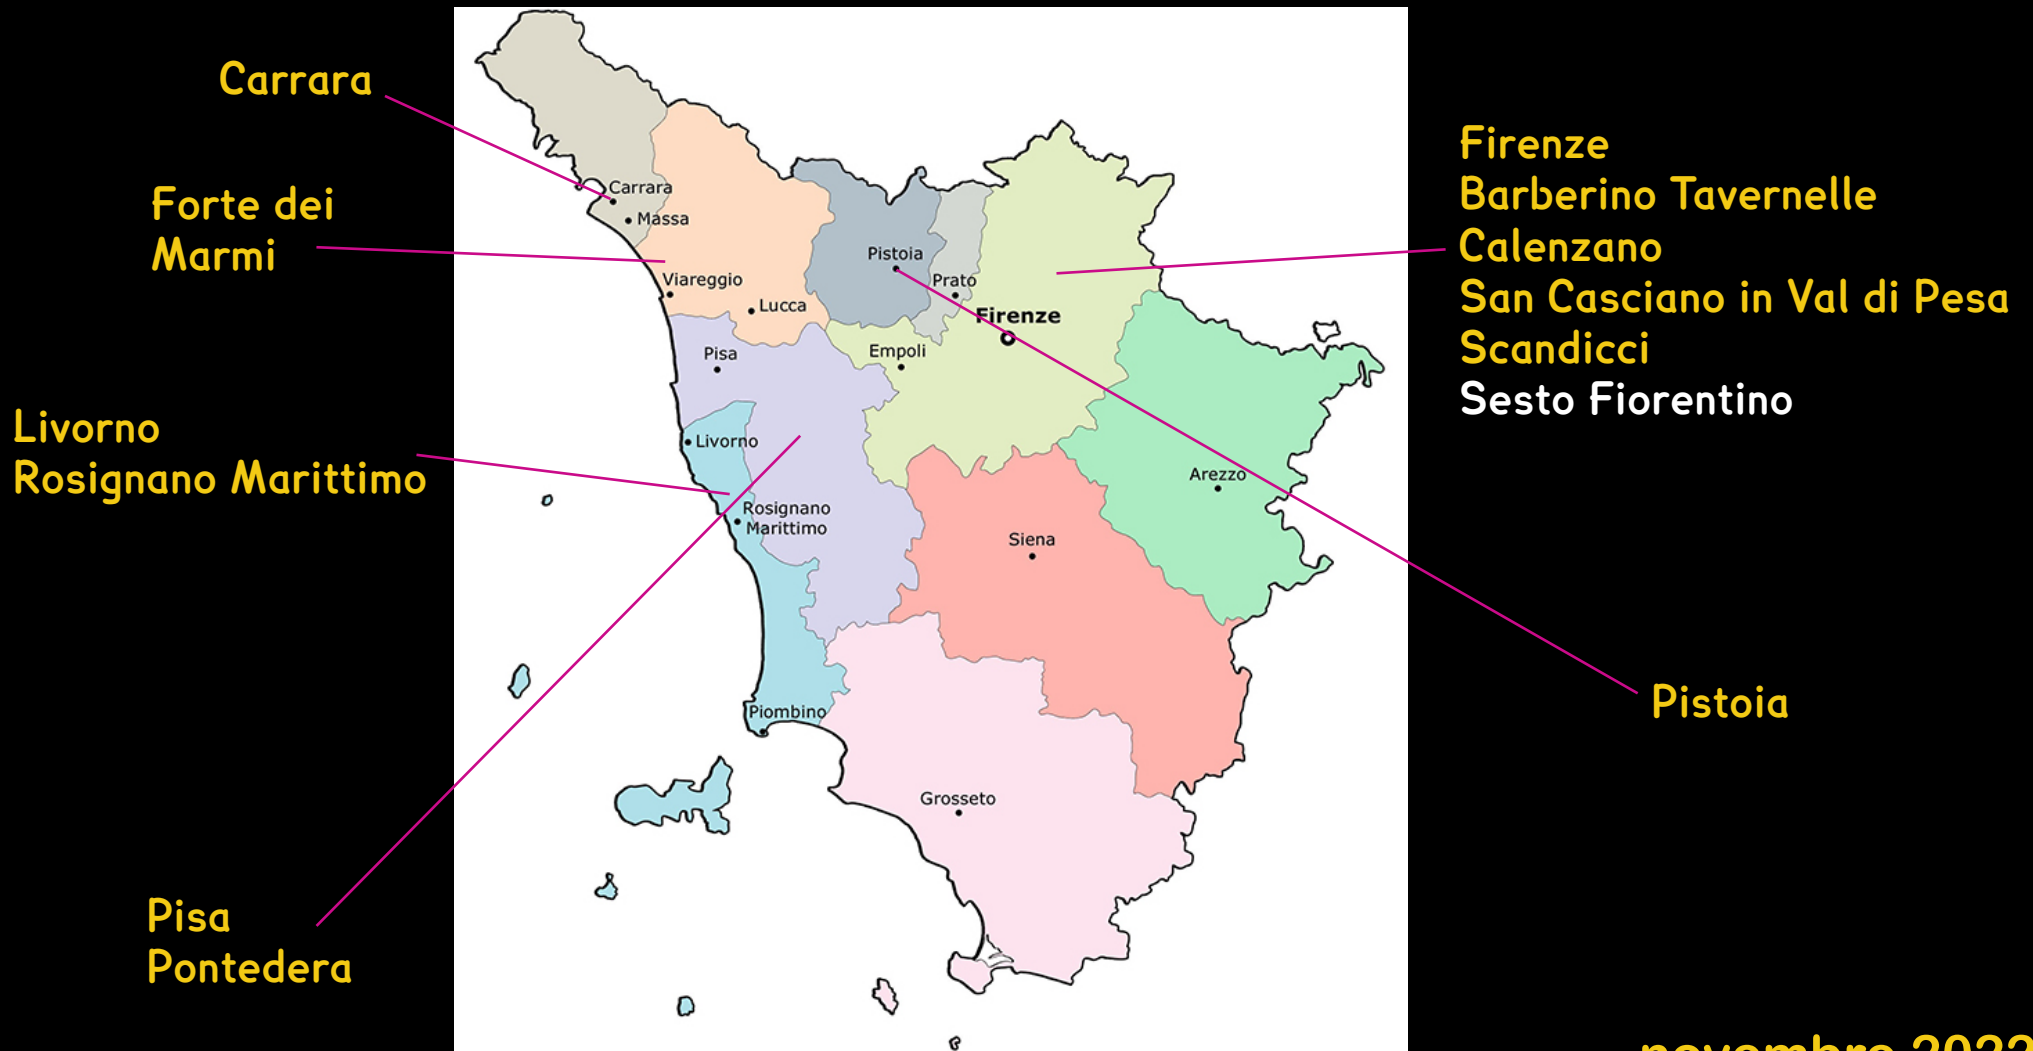 Carrara
Forte dei
Marmi
Livorno
Rosignano Marittimo
Pisa
Pontedera
Carrara
Massa
Viareggio
Lucca
Pistoia
Prato
Firenze
Empoli
Pisa
Livorno
Rosignano
Marittimo
Arezzo
Siena
Piombino
Grosseto
Firenze
Barberino Tavernelle
Calenzano
San Casciano in Val di Pesa
Scandicci
Sesto Fiorentino
Pistoia